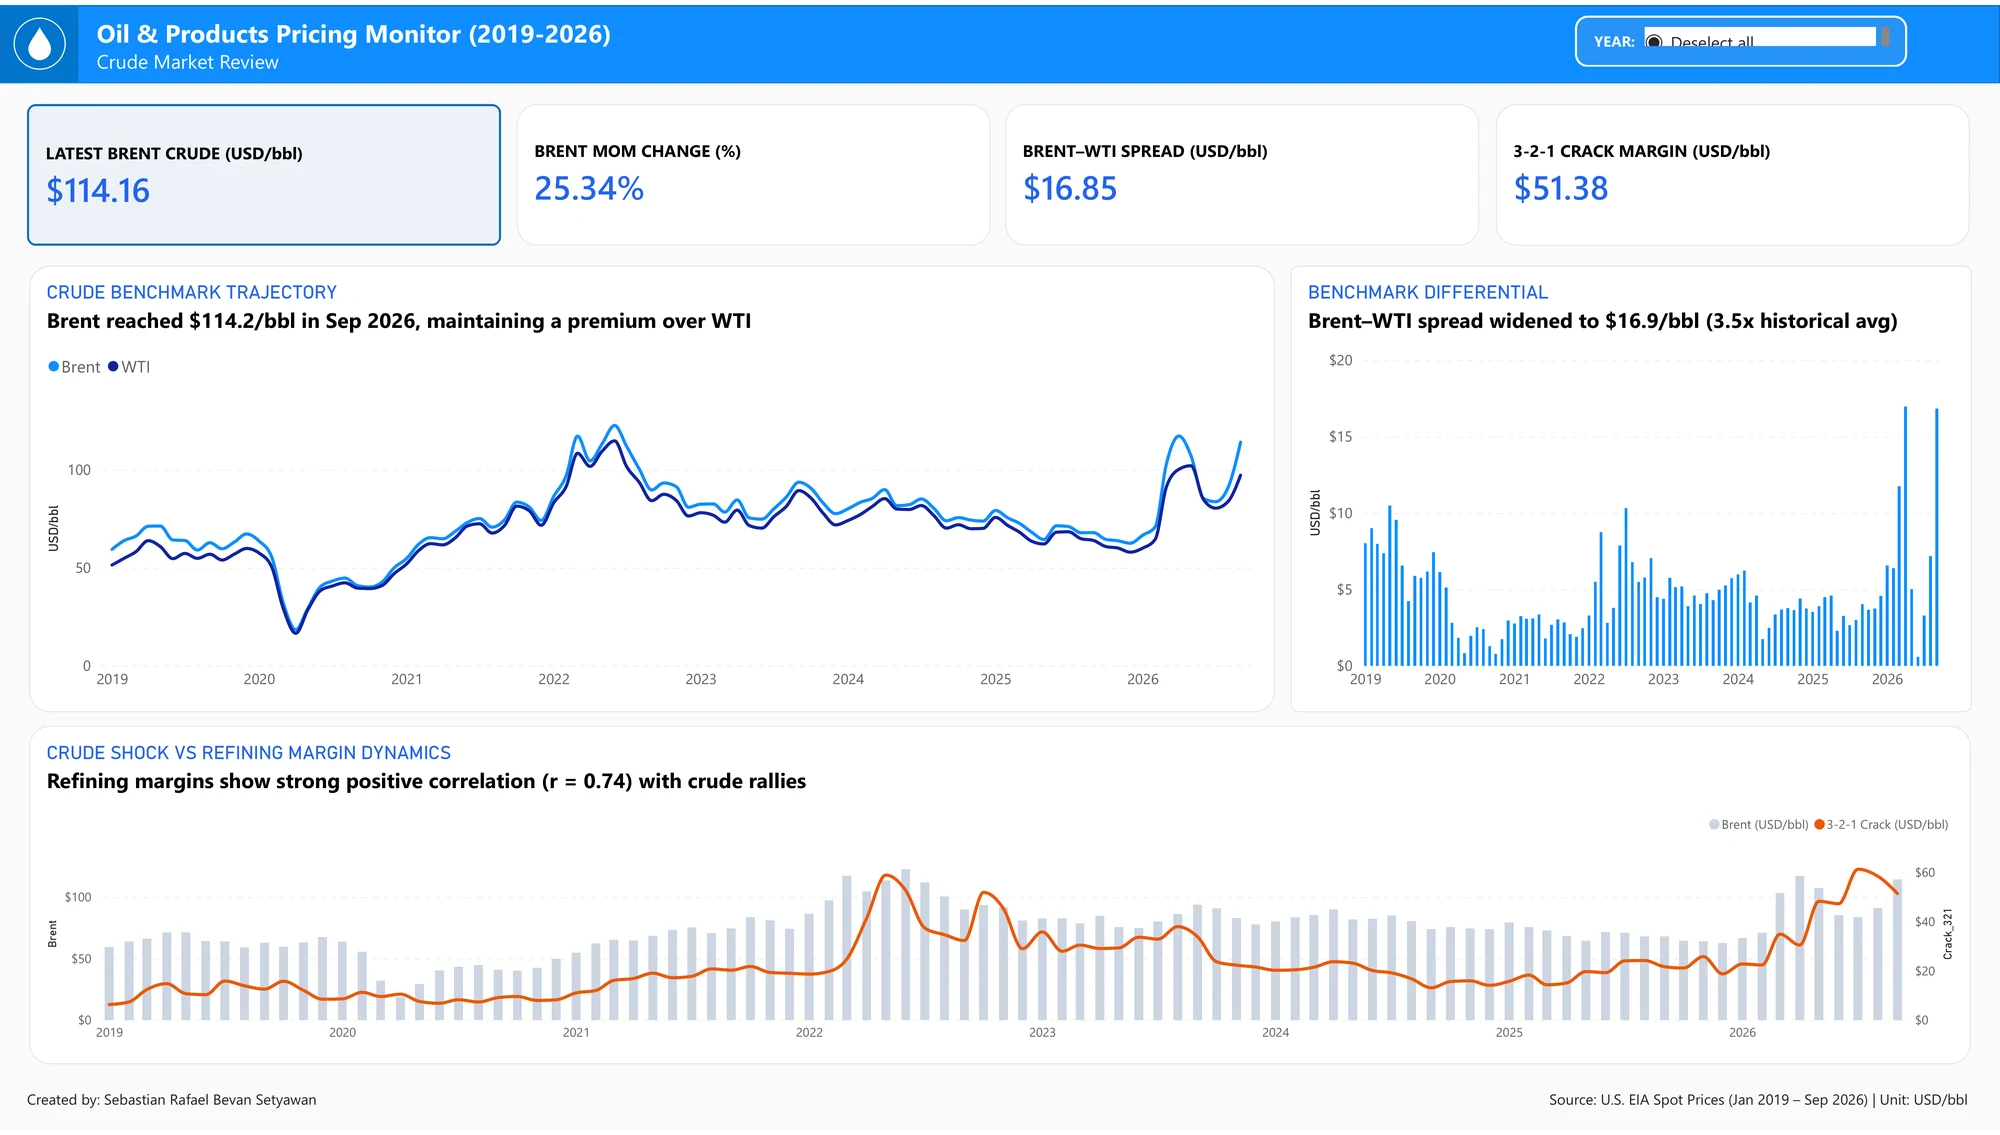 Oil & Products Pricing Monitor (2019-2026)
Crude Market Review
YEAR:
Deselect all
LATEST BRENT CRUDE (USD/bbl)
$114.16
BRENT MOM CHANGE (%)
25.34%
BRENT–WTI SPREAD (USD/bbl)
$16.85
3-2-1 CRACK MARGIN (USD/bbl)
$51.38
CRUDE BENCHMARK TRAJECTORY
Brent reached $114.2/bbl in Sep 2026, maintaining a premium over WTI
Brent WTI
USD/bbl
100
50
0
2019 2020 2021 2022 2023 2024 2025 2026
BENCHMARK DIFFERENTIAL
Brent–WTI spread widened to $16.9/bbl (3.5x historical avg)
USD/bbl
$20
$15
$10
$5
$0
2019 2020 2021 2022 2023 2024 2025 2026
CRUDE SHOCK VS REFINING MARGIN DYNAMICS
Refining margins show strong positive correlation (r = 0.74) with crude rallies
Brent (USD/bbl) 3-2-1 Crack (USD/bbl)
Brent
$100
$50
$0
$60
$40
$20
$0
Crack_321
2019 2020 2021 2022 2023 2024 2025 2026
Created by: Sebastian Rafael Bevan Setyawan
Source: U.S. EIA Spot Prices (Jan 2019 – Sep 2026) | Unit: USD/bbl